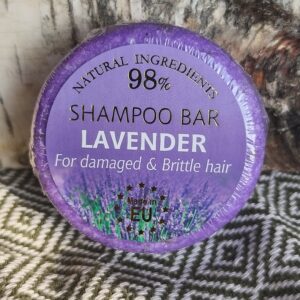 NATURAL INGREDIENTS
98%
SHAMPOO BAR
LAVENDER
For damaged & Brittle hair
Made in
EU